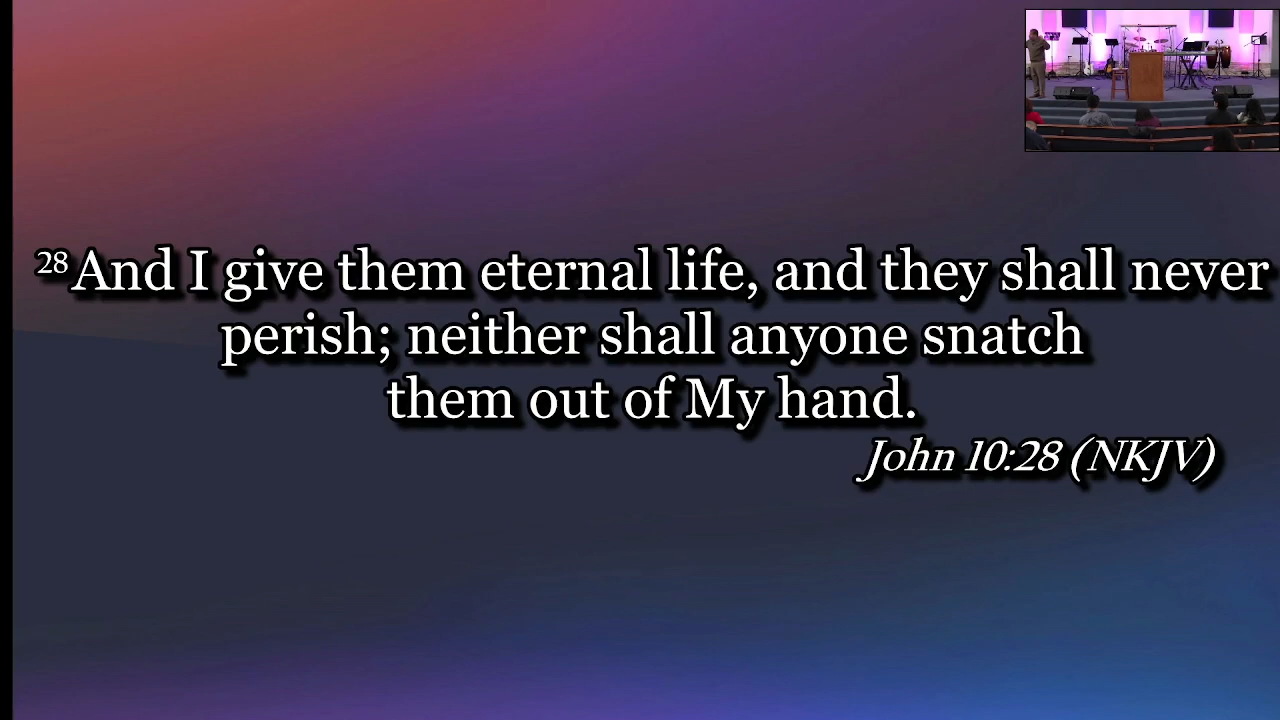 28And I give them eternal life, and they shall never
perish; neither shall anyone snatch
them out of My hand.
John 10:28 (NKJV)